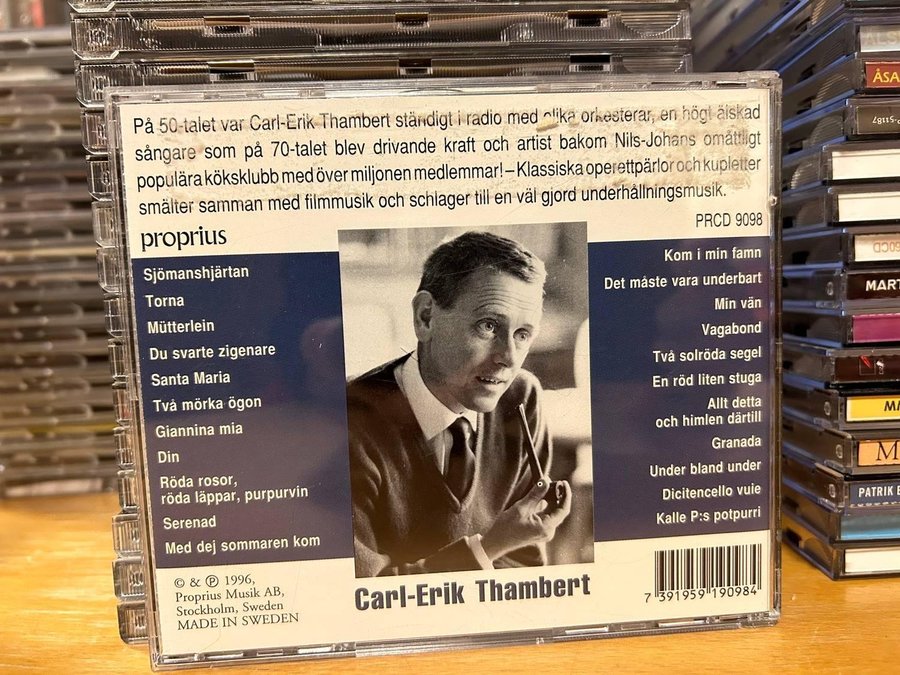 På 50-talet var Carl-Erik Thambert ständigt i radio med olika orkesterar, en högt älskad
sångare som på 70-talet blev drivande kraft och artist bakom Nils-Johans omåttligt
populära köksklubb med över miljonen medlemmar! – Klassiska operettpärlor och kupletter
smälter samman med filmmusik och schlager till en väl gjord underhållningsmusik.
PRCD 9098
proprius
Sjömanshjärtan
Torna
Mütterlein
Du svarte zigenare
Santa Maria
Två mörka ögon
Giannina mia
Din
Röda rosor,
röda läppar, purpurvin
Serenad
Med dej sommaren kom
Kom i min famn
Det måste vara underbart
Min vän
Vagabond
Två solröda segel
En röd liten stuga
Allt detta
och himlen därtill
Granada
Under bland under
Dicitencello vuie
Kalle P:s potpurri
© & ℗ 1996,
Proprius Musik AB,
Stockholm, Sweden
MADE IN SWEDEN
Carl-Erik Thambert
7 391959 190984
ÅSA
51187
MART
PATRIK